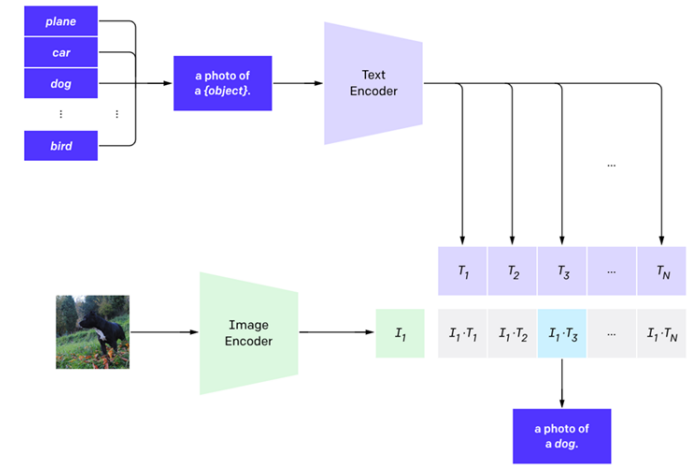 plane
car
dog
⋮ ⋮
bird
a photo of
a {object}.
Text
Encoder
...
T1 T2 T3 ... TN
Image
Encoder
I1
I1·T1 I1·T2 I1·T3 ... I1·TN
a photo of
a dog.